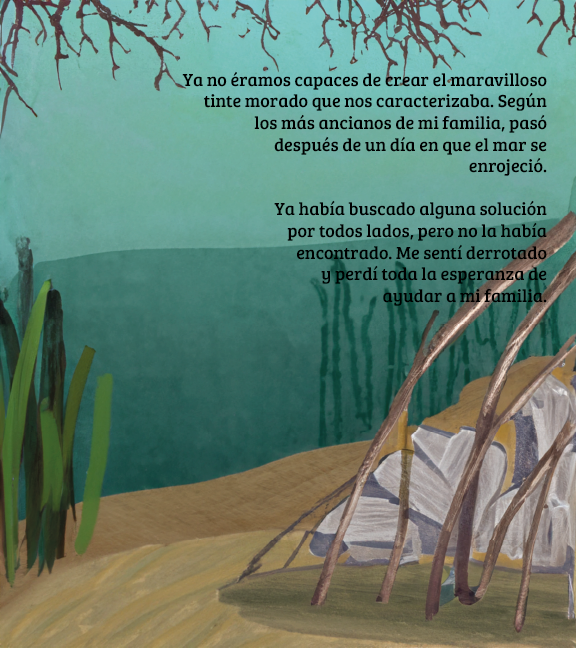 Ya no éramos capaces de crear el maravilloso
tinte morado que nos caracterizaba. Según
los más ancianos de mi familia, pasó
después de un día en que el mar se
enrojeció.
Ya había buscado alguna solución
por todos lados, pero no la había
encontrado. Me sentí derrotado
y perdí toda la esperanza de
ayudar a mi familia.